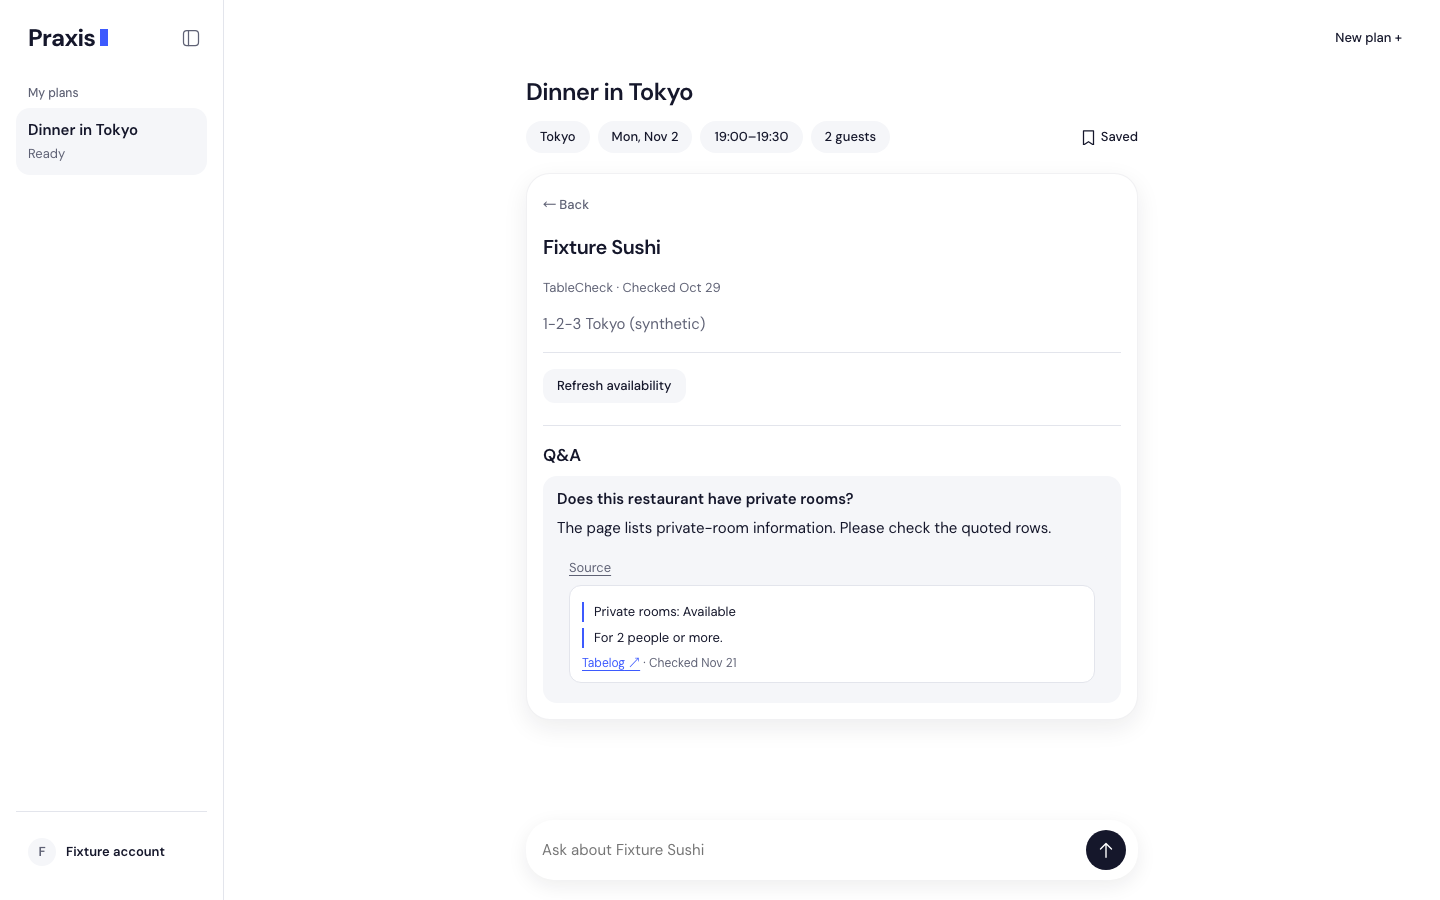 Praxis
New plan +
My plans
Dinner in Tokyo
Ready
Dinner in Tokyo
Tokyo
Mon, Nov 2
19:00–19:30
2 guests
Saved
← Back
Fixture Sushi
TableCheck · Checked Oct 29
1-2-3 Tokyo (synthetic)
Refresh availability
Q&A
Does this restaurant have private rooms?
The page lists private-room information. Please check the quoted rows.
Source
Private rooms: Available
For 2 people or more.
Tabelog ↗ · Checked Nov 21
F
Fixture account
Ask about Fixture Sushi